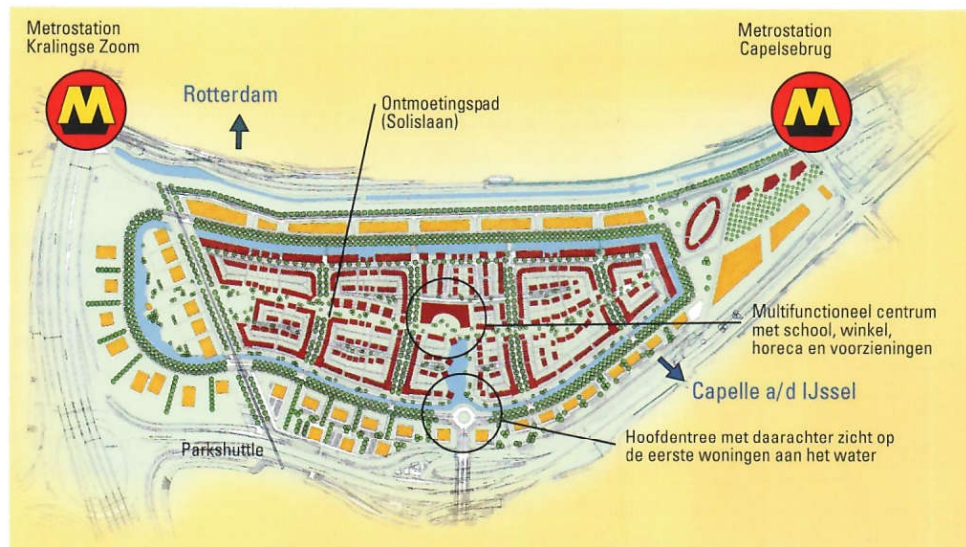 Metrostation
Kralingse Zoom
M
Rotterdam
Ontmoetingspad
(Solislaan)
Metrostation
Capelsebrug
M
Multifunctioneel centrum
met school, winkel,
horeca en voorzieningen
Capelle a/d IJssel
Hoofdentree met daarachter zicht op
de eerste woningen aan het water
Parkshuttle